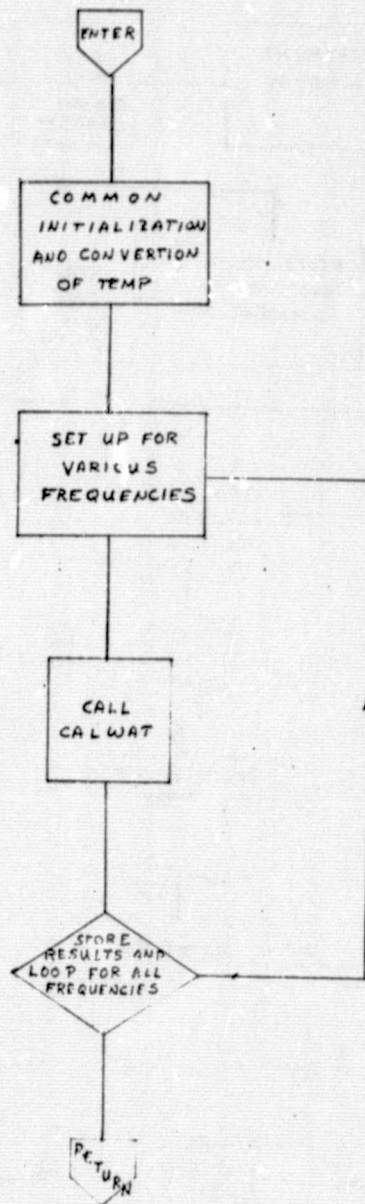 ENTER
COMMON
INITIALIZATION
AND CONVERTION
OF TEMP
SET UP FOR
VARICUS
FREQUENCIES
CALL
CALWAT
STORE
RESULTS AND
LOOP FOR ALL
FREQUENCIES
RETURN